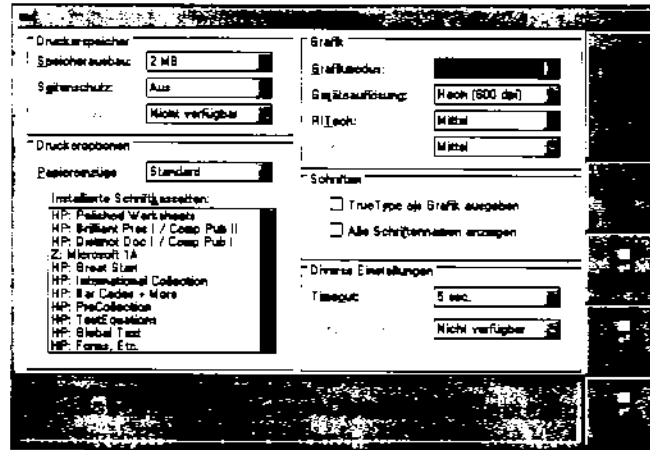 Druckerspeicher
Speicherausbau: 2 MB
Seitenschutz: Aus
Nicht verfügbar
Druckeroptionen
Papiereinzüge Standard
Installierte Schriftkassetten:
HP: Polished Worksheets
HP: Brilliant Pres I / Comp Pub II
HP: Distinct Doc I / Comp Pub I
Z: Microsoft 1A
HP: Great Start
HP: International Collection
HP: Bar Codes + More
HP: ProCollection
HP: TextEquations
HP: Global Text
HP: Forms, Etc.
Grafik
Grafikmodus:
Geräteauflösung: Hoch (600 dpi)
RITech: Mittel
Mittel
Schriften
TrueType als Grafik ausgeben
Alle Schriftennamen anzeigen
Diverse Einstellungen
Timeout: 5 sec.
Nicht verfügbar